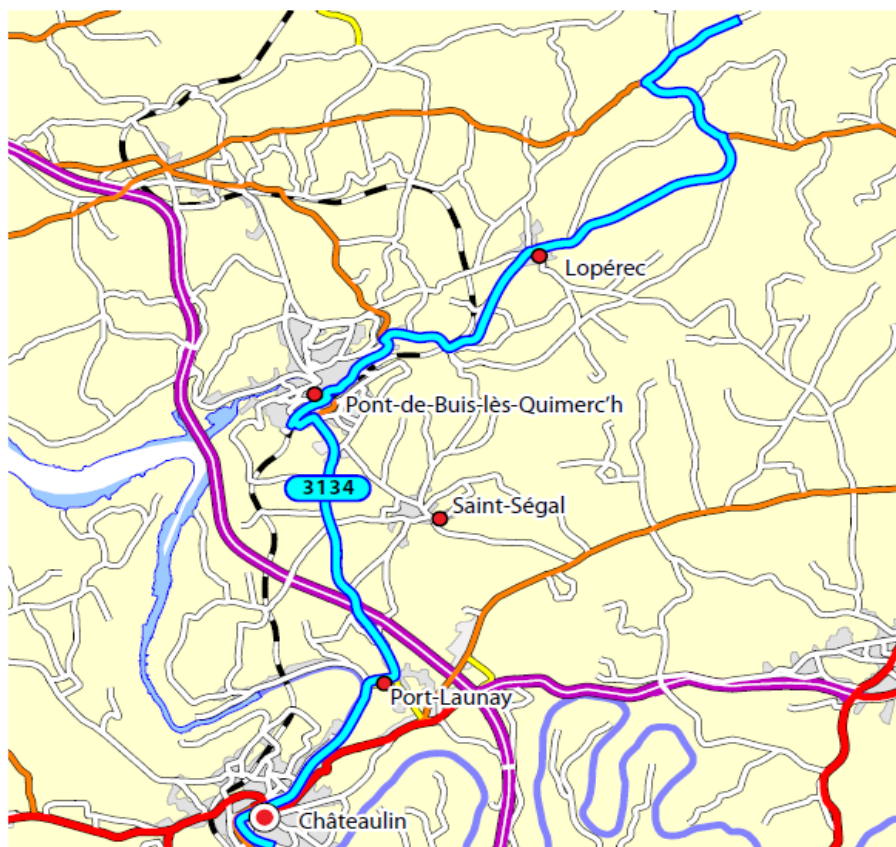 Lopérec
Pont-de-Buis-lès-Quimerc'h
3134
Saint-Ségal
Port-Launay
Châteaulin